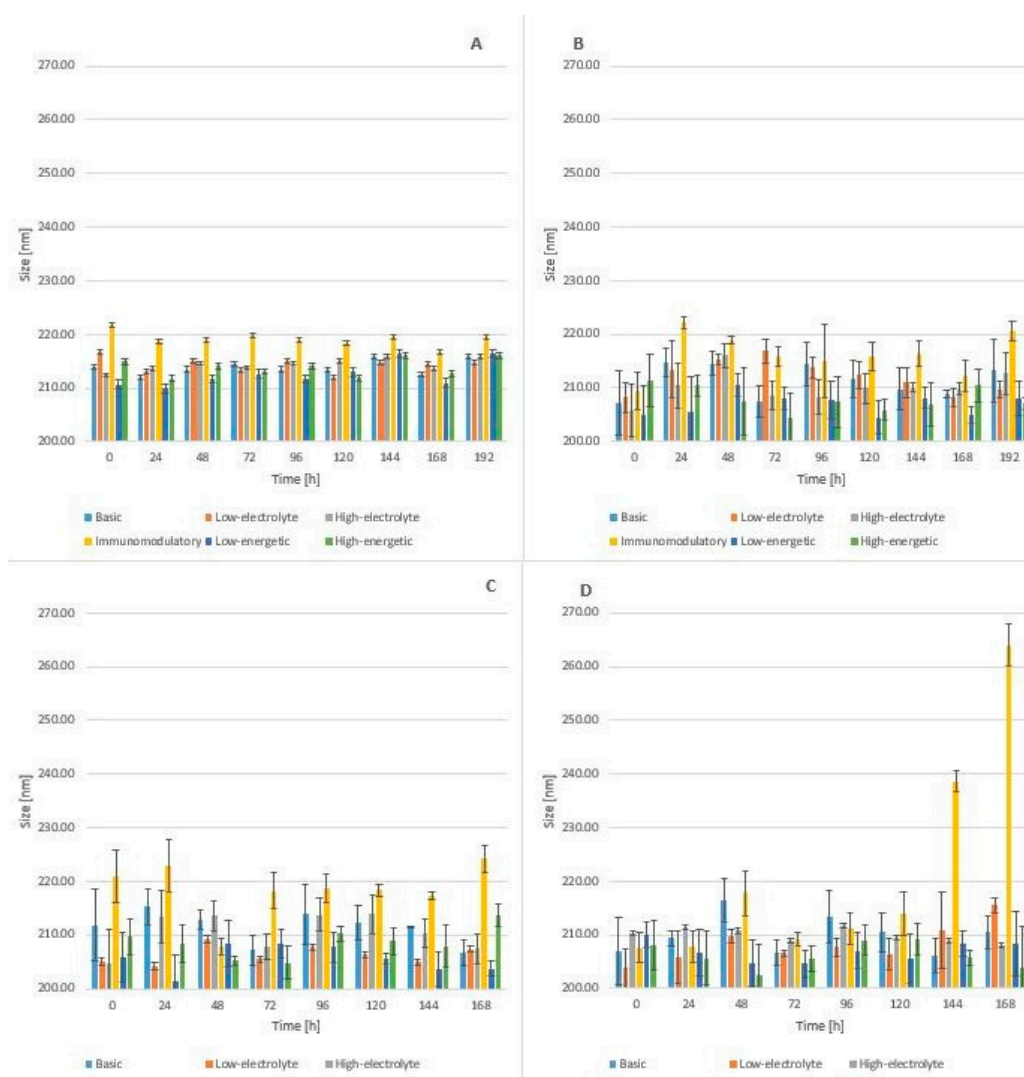 A
270.00
260.00
250.00
240.00
230.00
220.00
210.00
200.00
Size [nm]
0 24 48 72 96 120 144 168 192
Time [h]
Basic Low-electrolyte High-electrolyte
Immunomodulatory Low-energetic High-energetic
B
270.00
260.00
250.00
240.00
230.00
220.00
210.00
200.00
Size [nm]
0 24 48 72 96 120 144 168 192
Time [h]
Basic Low-electrolyte High-electrolyte
Immunomodulatory Low-energetic High-energetic
C
270.00
260.00
250.00
240.00
230.00
220.00
210.00
200.00
Size [nm]
0 24 48 72 96 120 144 168
Time [h]
Basic Low-electrolyte High-electrolyte
D
270.00
260.00
250.00
240.00
230.00
220.00
210.00
200.00
Size [nm]
0 24 48 72 96 120 144 168
Time [h]
Basic Low-electrolyte High-electrolyte